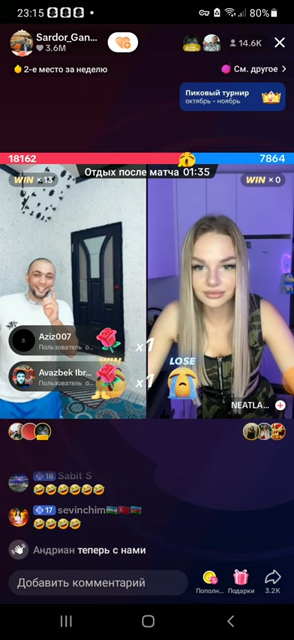 23:15
80%
Sardor_Gan...
3.6M
14.6K
2-е место за неделю
См. другое >
Пиковый турнир
октябрь - ноябрь
18162
7864
Отдых после матча 01:35
WIN × 13
WIN × 0
Aziz007
Пользователь о...
x1
Avazbek Ibr...
Пользователь о...
x1
LOSE
NEATLA...
18 Sabit S
17 sevinchim
Андриан теперь с нами
Добавить комментарий
Пополн...
Подарки
3.2K